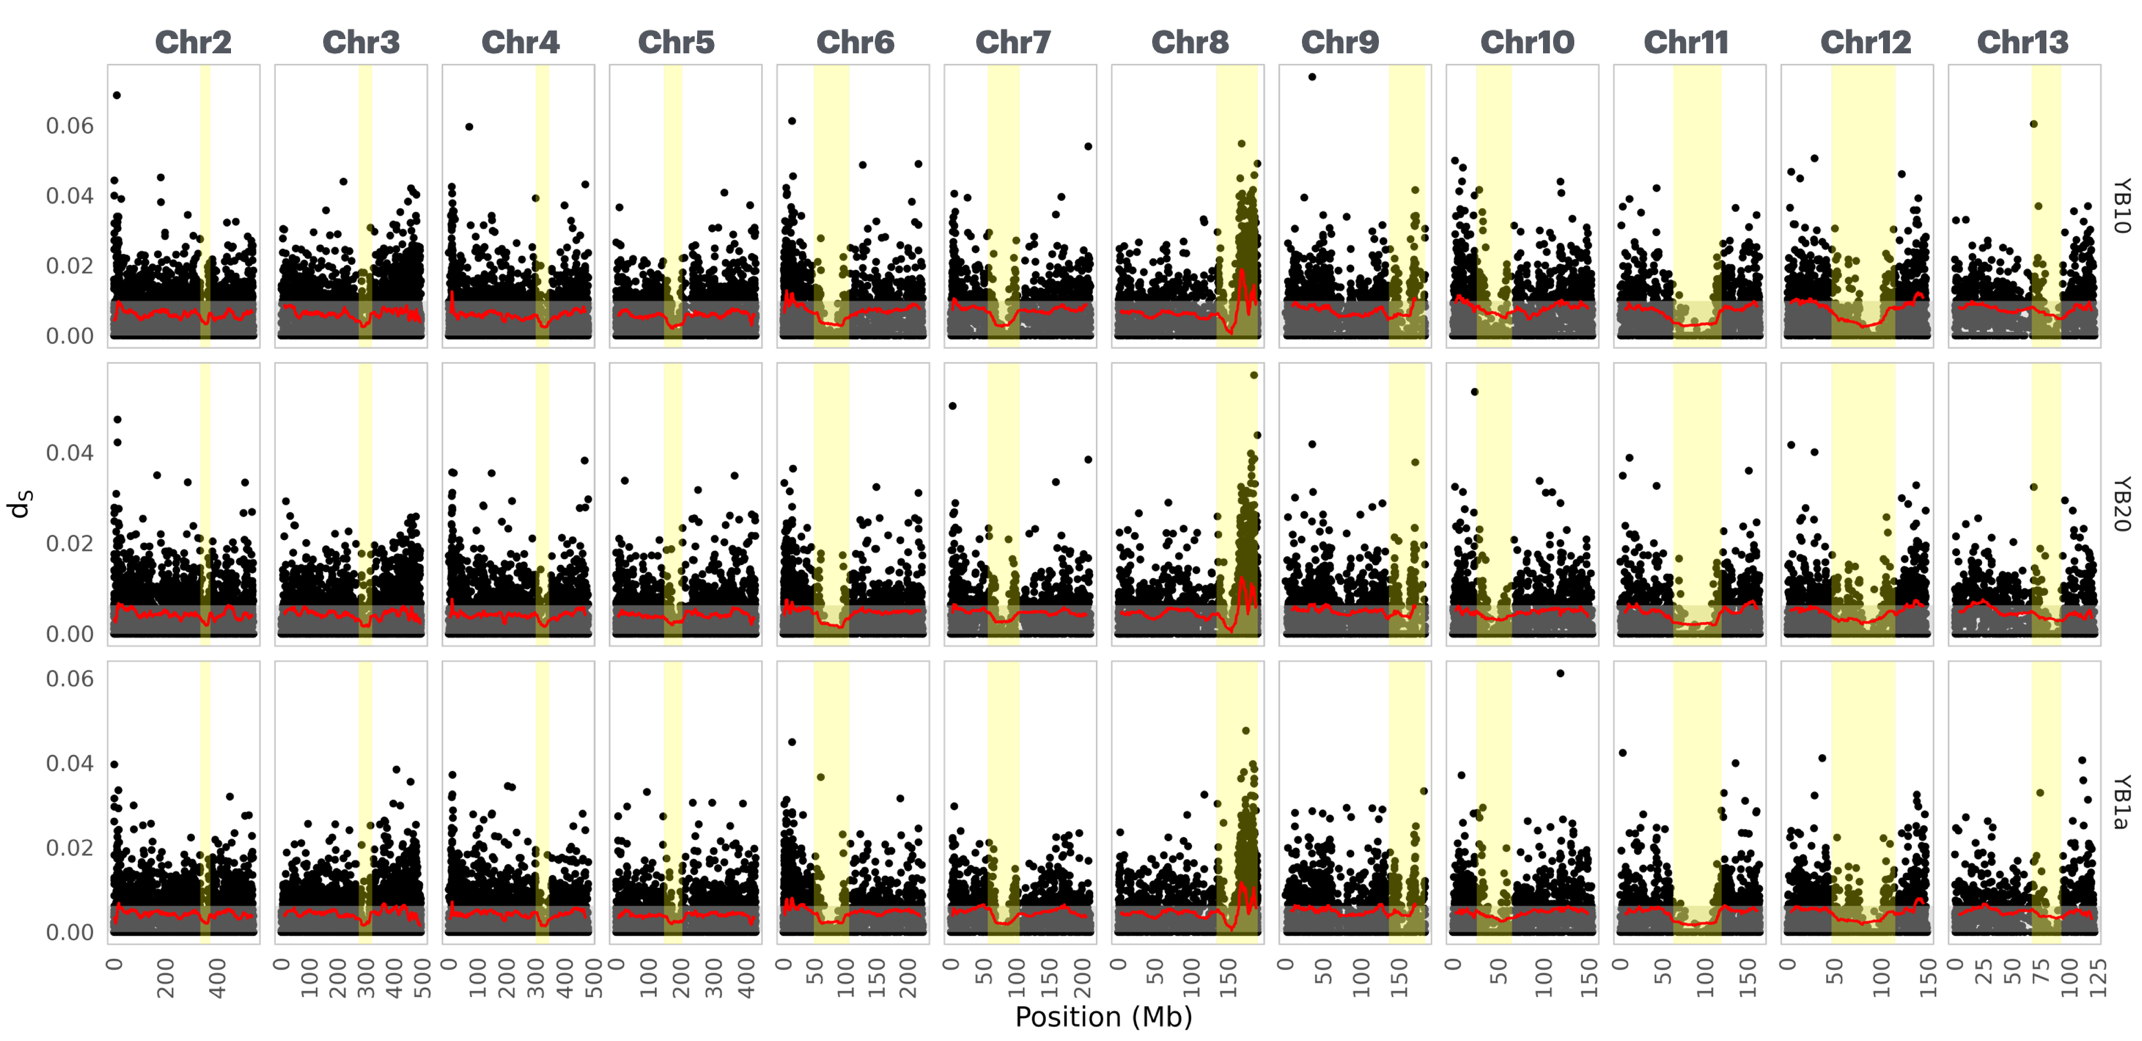 Chr2 Chr3 Chr4 Chr5 Chr6 Chr7 Chr8 Chr9 Chr10 Chr11 Chr12 Chr13
0.06
0.04
0.02
0.00
YB10
dS
0.04
0.02
0.00
YB20
0.06
0.04
0.02
0.00
YB1a
0 200 400 0 100 200 300 400 500 0 100 200 300 400 500 0 100 200 300 400 0 50 100 150 200 0 50 100 150 200 0 50 100 150 0 50 100 150 0 50 100 150 0 50 100 150 0 50 100 150 0 25 50 75 100 125
Position (Mb)